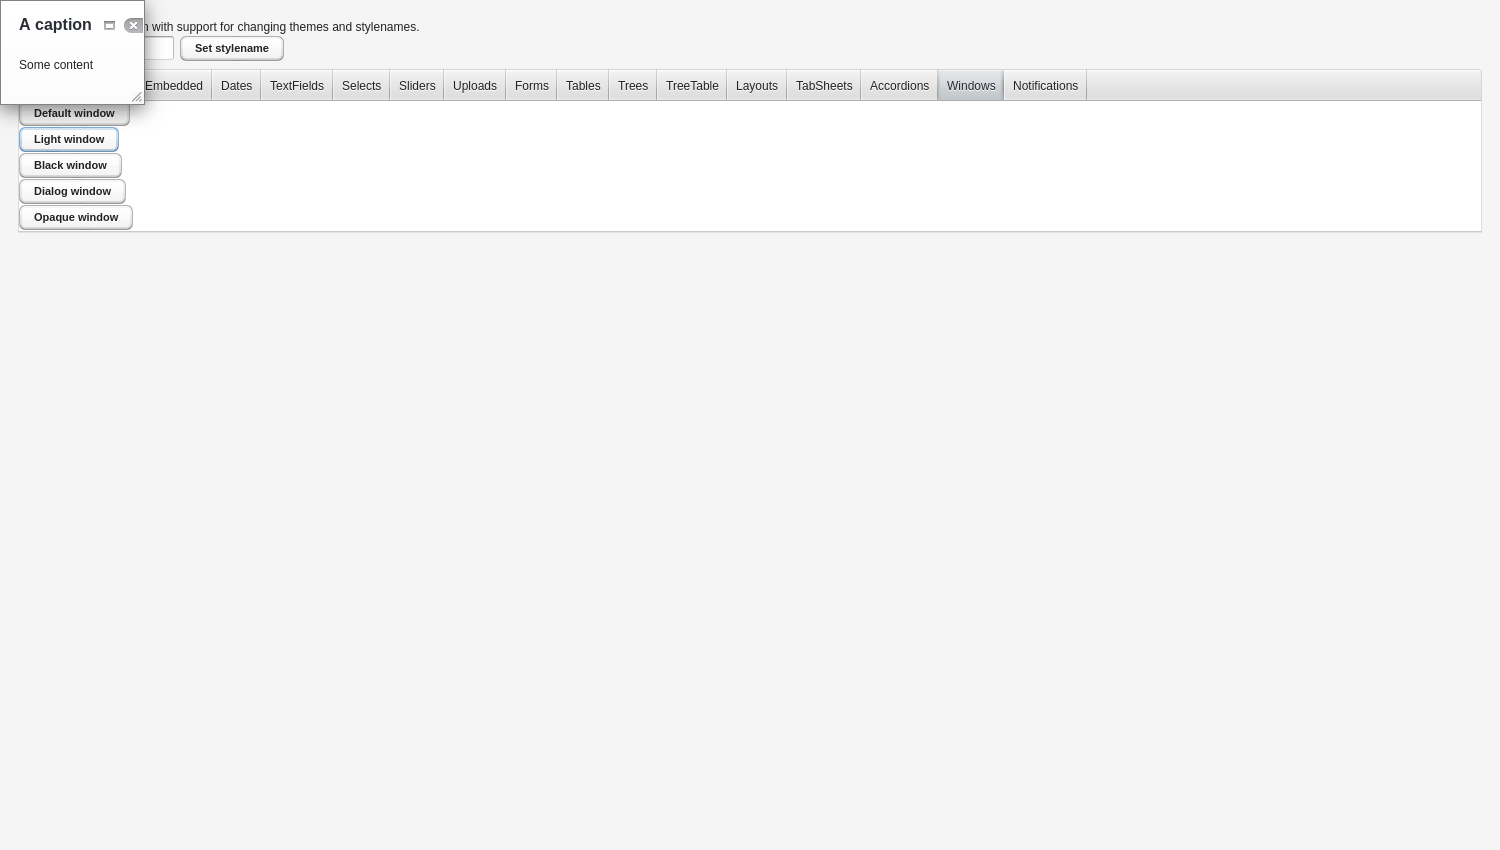 A caption
Some content
with support for changing themes and stylenames.
Set stylename
Embedded Dates TextFields Selects Sliders Uploads Forms Tables Trees TreeTable Layouts TabSheets Accordions Windows Notifications
Default window
Light window
Black window
Dialog window
Opaque window